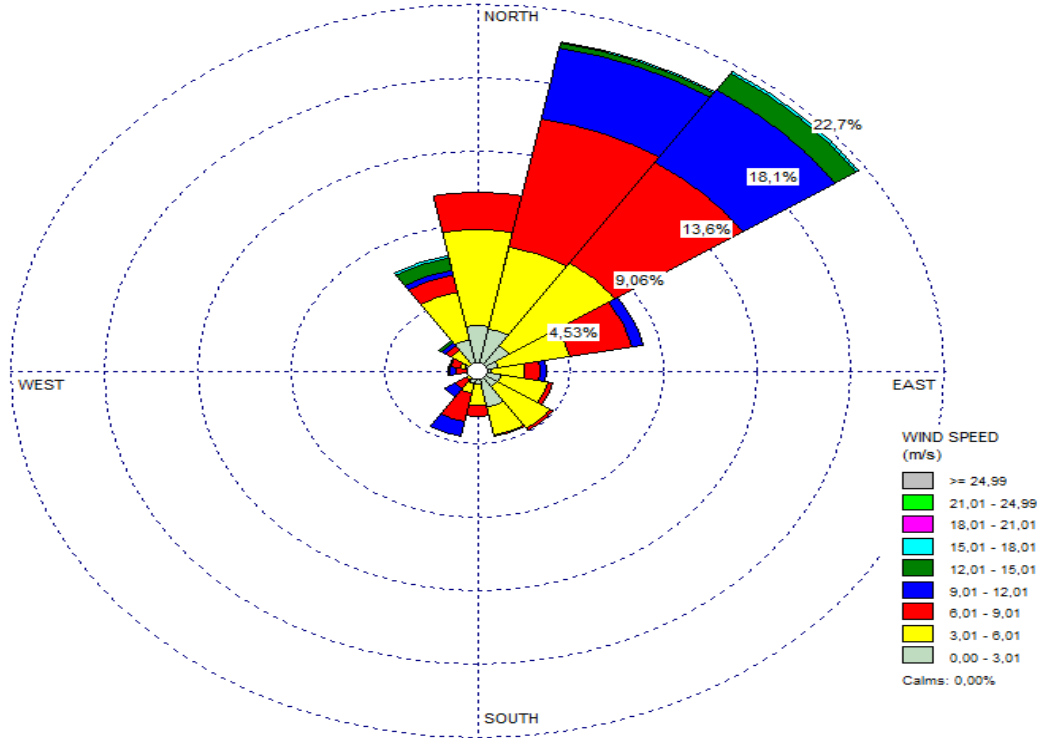 NORTH
22,7%
18,1%
13,6%
9,06%
4,53%
WEST
EAST
SOUTH
WIND SPEED
(m/s)
>= 24,99
21,01 - 24,99
18,01 - 21,01
15,01 - 18,01
12,01 - 15,01
9,01 - 12,01
6,01 - 9,01
3,01 - 6,01
0,00 - 3,01
Calms: 0,00%